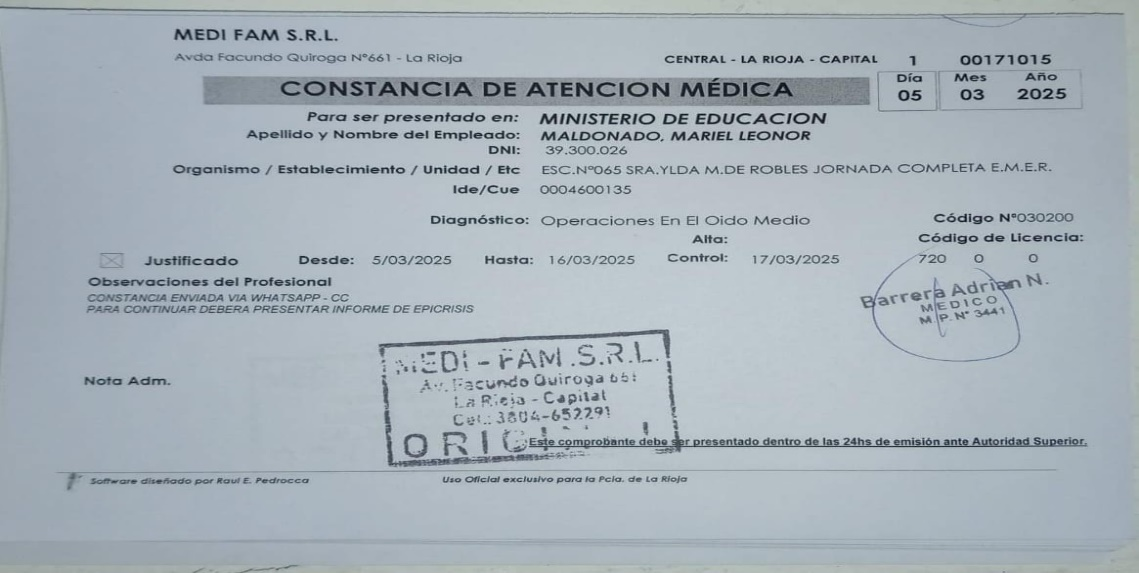 MEDI FAM S.R.L.
Avda Facundo Quiroga Nº661 - La Rioja
CENTRAL - LA RIOJA - CAPITAL 1 00171015
CONSTANCIA DE ATENCION MÉDICA
Día Mes Año
05 03 2025
Para ser presentado en: MINISTERIO DE EDUCACION
Apellido y Nombre del Empleado: MALDONADO, MARIEL LEONOR
DNI: 39.300.026
Organismo / Establecimiento / Unidad / Etc ESC.Nº065 SRA.YLDA M.DE ROBLES JORNADA COMPLETA E.M.E.R.
Ide/Cue 0004600135
Diagnóstico: Operaciones En El Oido Medio Código Nº030200
Alta: Código de Licencia:
Justificado Desde: 5/03/2025 Hasta: 16/03/2025 Control: 17/03/2025 720 0 0
Observaciones del Profesional
CONSTANCIA ENVIADA VIA WHATSAPP - CC
PARA CONTINUAR DEBERA PRESENTAR INFORME DE EPICRISIS
Barrera Adrian N.
MEDICO
M.P. Nº 3441
Nota Adm.
MEDI-FAM.S.R.L.
Av. Facundo Quiroga 661
La Rioja - Capital
Cel.: 3804-652291
Este comprobante debe ser presentado dentro de las 24hs de emisión ante Autoridad Superior.
Software diseñado por Raul E. Pedrocca
Uso Oficial exclusivo para la Pcia. de La Rioja